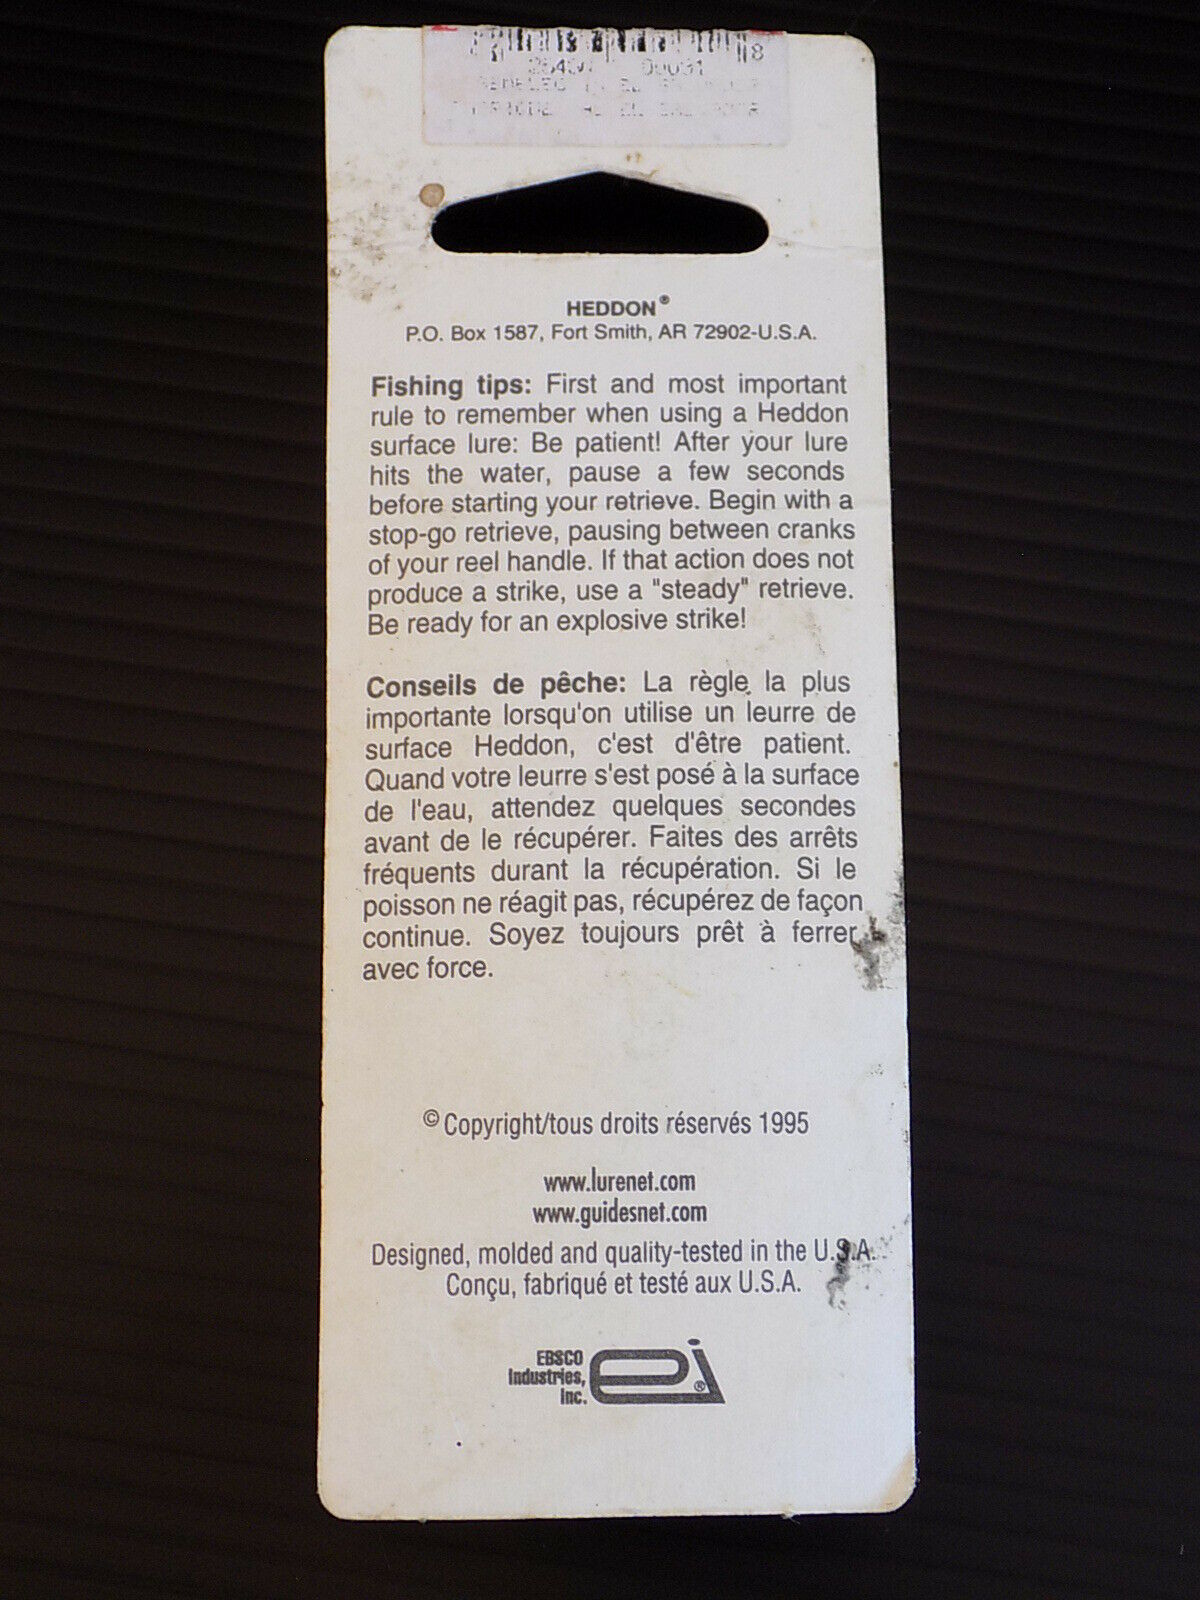 HEDDON®
P.O. Box 1587, Fort Smith, AR 72902-U.S.A.
Fishing tips: First and most important
rule to remember when using a Heddon
surface lure: Be patient! After your lure
hits the water, pause a few seconds
before starting your retrieve. Begin with a
stop-go retrieve, pausing between cranks
of your reel handle. If that action does not
produce a strike, use a "steady" retrieve.
Be ready for an explosive strike!
Conseils de pêche: La règle la plus
importante lorsqu'on utilise un leurre de
surface Heddon, c'est d'être patient.
Quand votre leurre s'est posé à la surface
de l'eau, attendez quelques secondes
avant de le récupérer. Faites des arrêts
fréquents durant la récupération. Si le
poisson ne réagit pas, récupérez de façon
continue. Soyez toujours prêt à ferrer
avec force.
© Copyright/tous droits réservés 1995
www.lurenet.com
www.guidesnet.com
Designed, molded and quality-tested in the U.S.A.
Conçu, fabriqué et testé aux U.S.A.
EBSCO
Industries,
Inc.
ei®